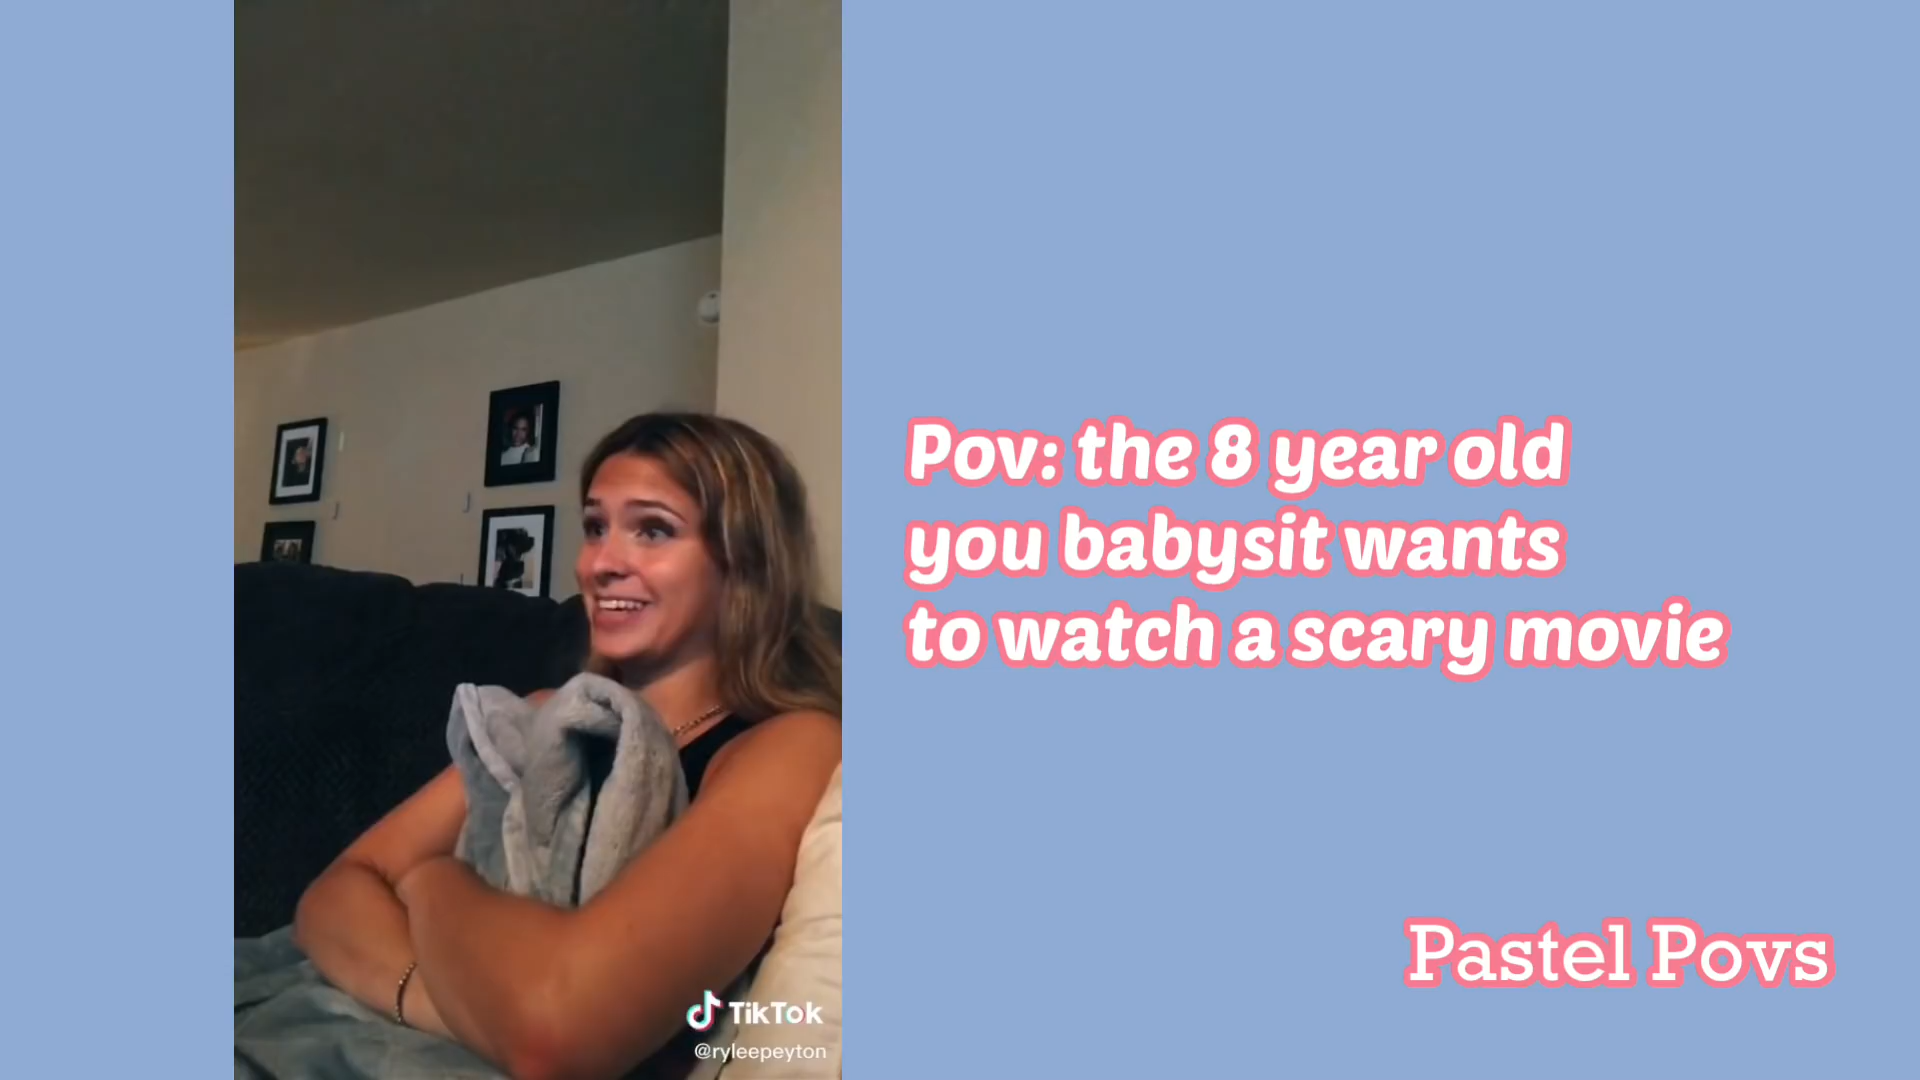 Pov: the 8 year old
you babysit wants
to watch a scary movie
Pastel Povs
TikTok
@ryleepeyton